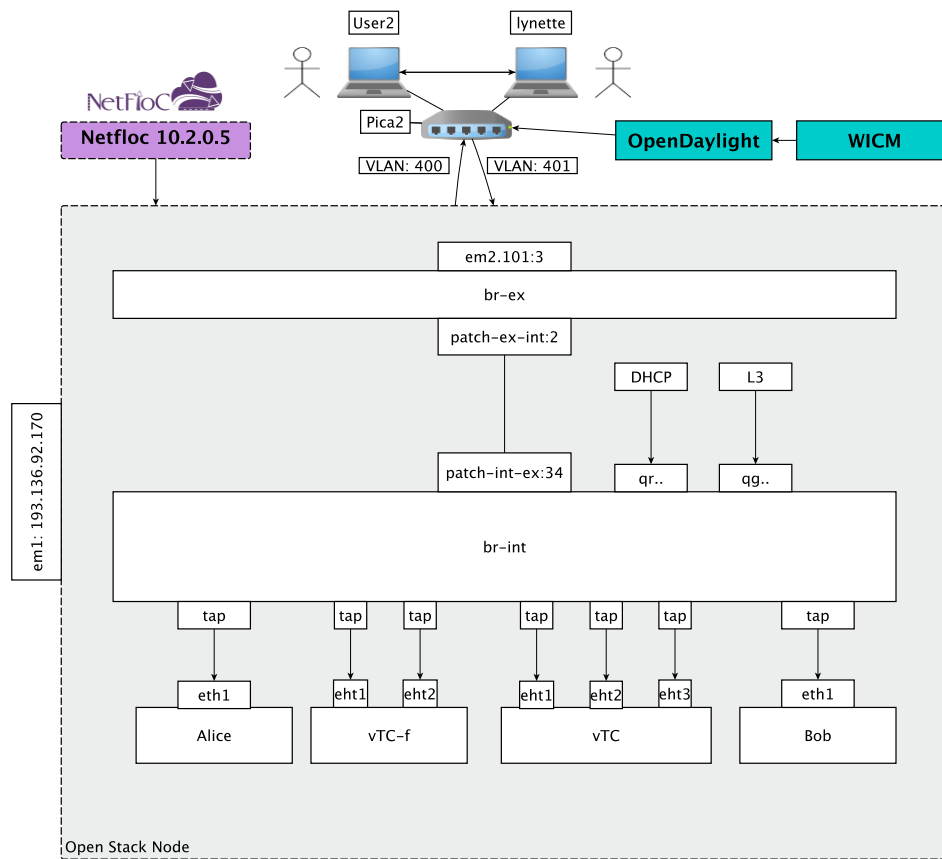 User2
lynette
NetFloC
Netfloc 10.2.0.5
Pica2
OpenDaylight
WICM
VLAN: 400
VLAN: 401
em2.101:3
br-ex
patch-ex-int:2
DHCP
L3
em1: 193.136.92.170
patch-int-ex:34
qr..
qg..
br-int
tap
tap
tap
tap
tap
tap
tap
eth1
eht1
eht2
eht1
eht2
eht3
eth1
Alice
vTC-f
vTC
Bob
Open Stack Node